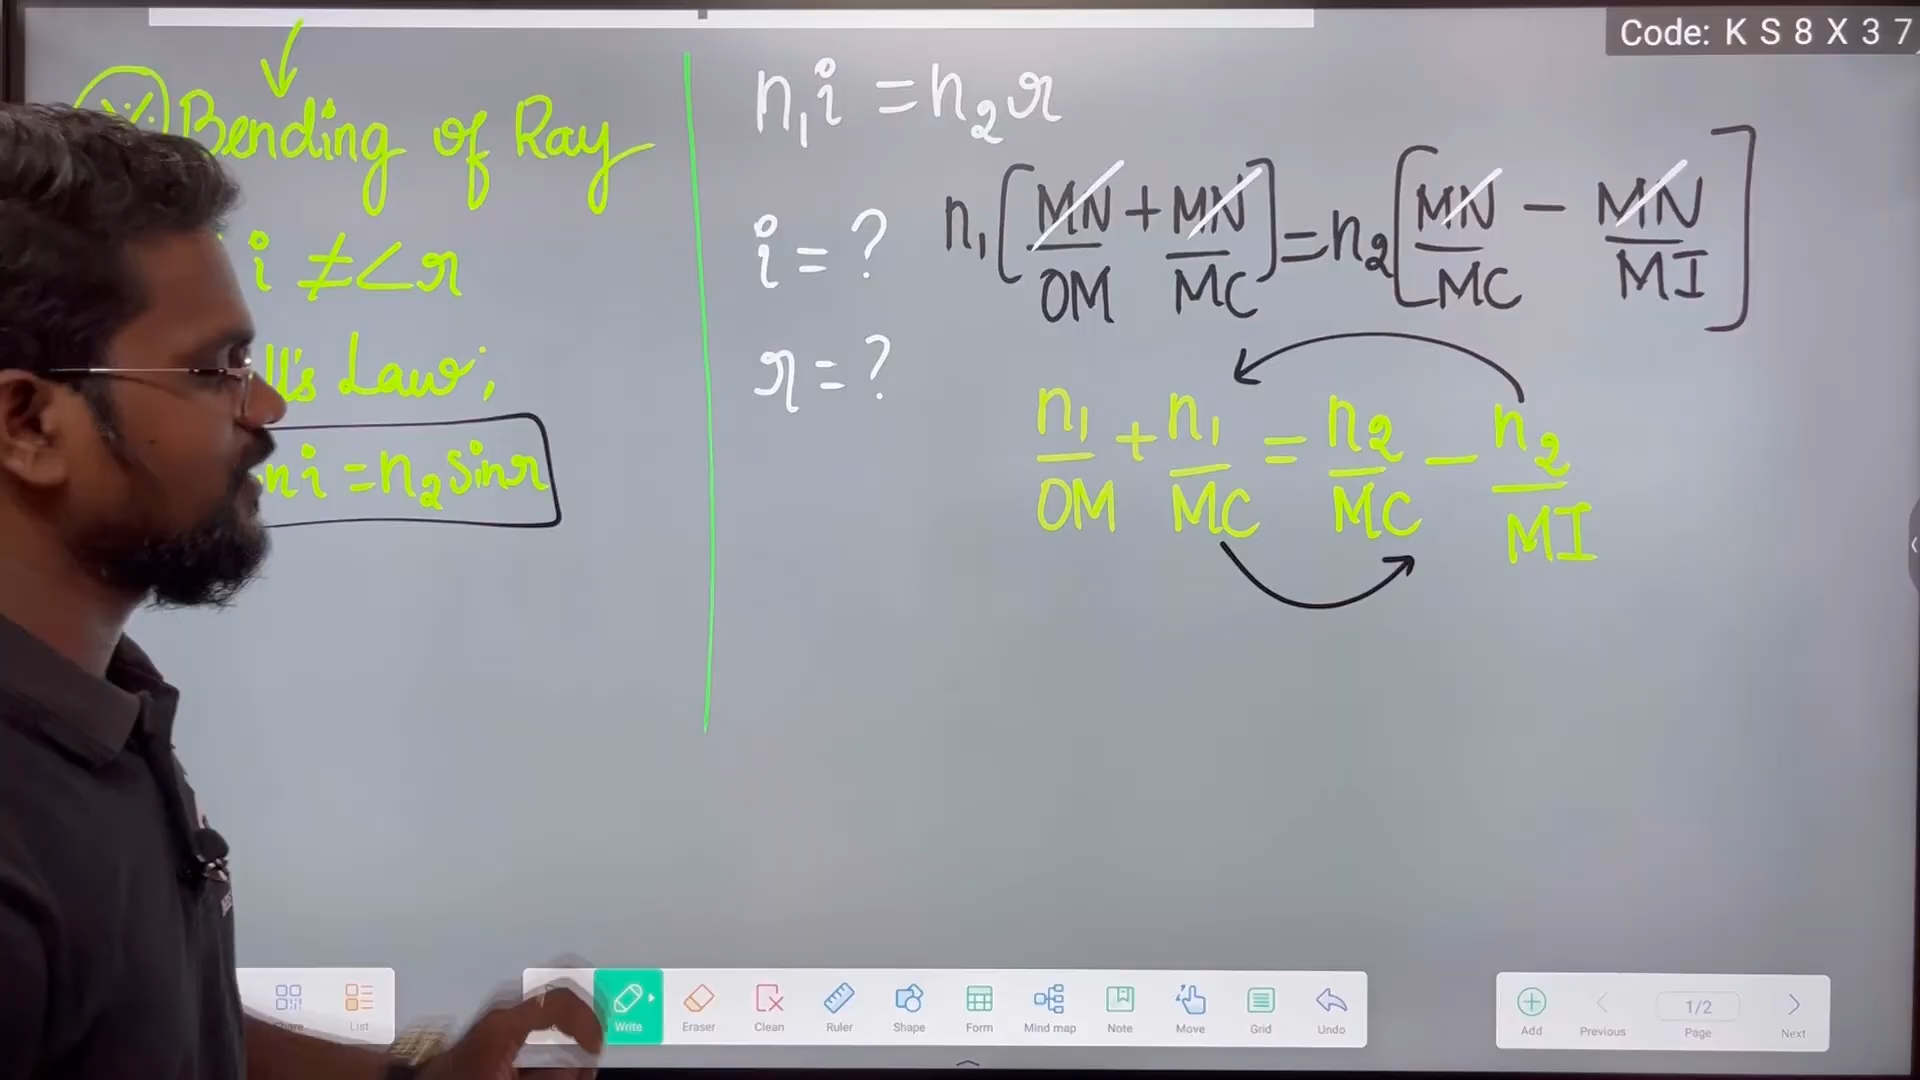 Code: K S 8 X 3 7
Bending of Ray
i ≠ < r
ll's Law;
ni = n₂ sinr
n₁i = n₂r
i = ?
r = ?
n₁[MN/OM + MN/MC] = n₂[MN/MC − MN/MI]
n₁/OM + n₁/MC = n₂/MC − n₂/MI
Share List
Write Eraser Clean Ruler Shape Form Mind map Note Move Grid Undo
Add Previous 1/2 Page Next